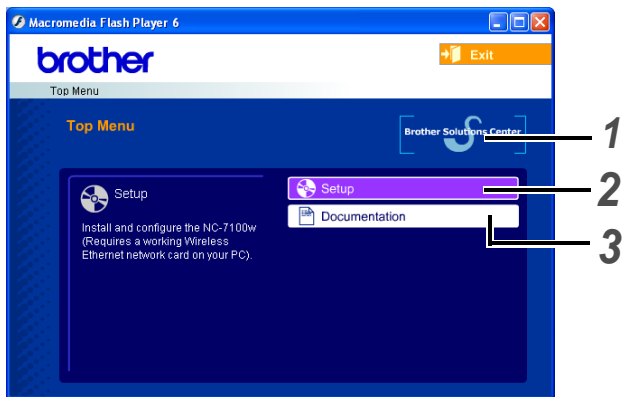 Macromedia Flash Player 6
brother
Exit
Top Menu
Top Menu
Brother Solutions Center
1
Setup
Setup
2
Documentation
3
Install and configure the NC-7100w
(Requires a working Wireless
Ethernet network card on your PC).